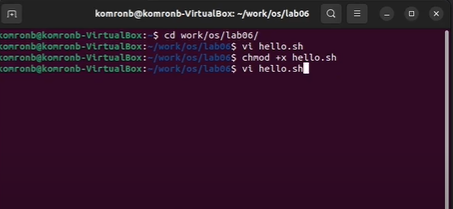 komronb@komronb-VirtualBox: ~/work/os/lab06
komronb@komronb-VirtualBox:~$ cd work/os/lab06/
komronb@komronb-VirtualBox:~/work/os/lab06$ vi hello.sh
komronb@komronb-VirtualBox:~/work/os/lab06$ chmod +x hello.sh
komronb@komronb-VirtualBox:~/work/os/lab06$ vi hello.sh